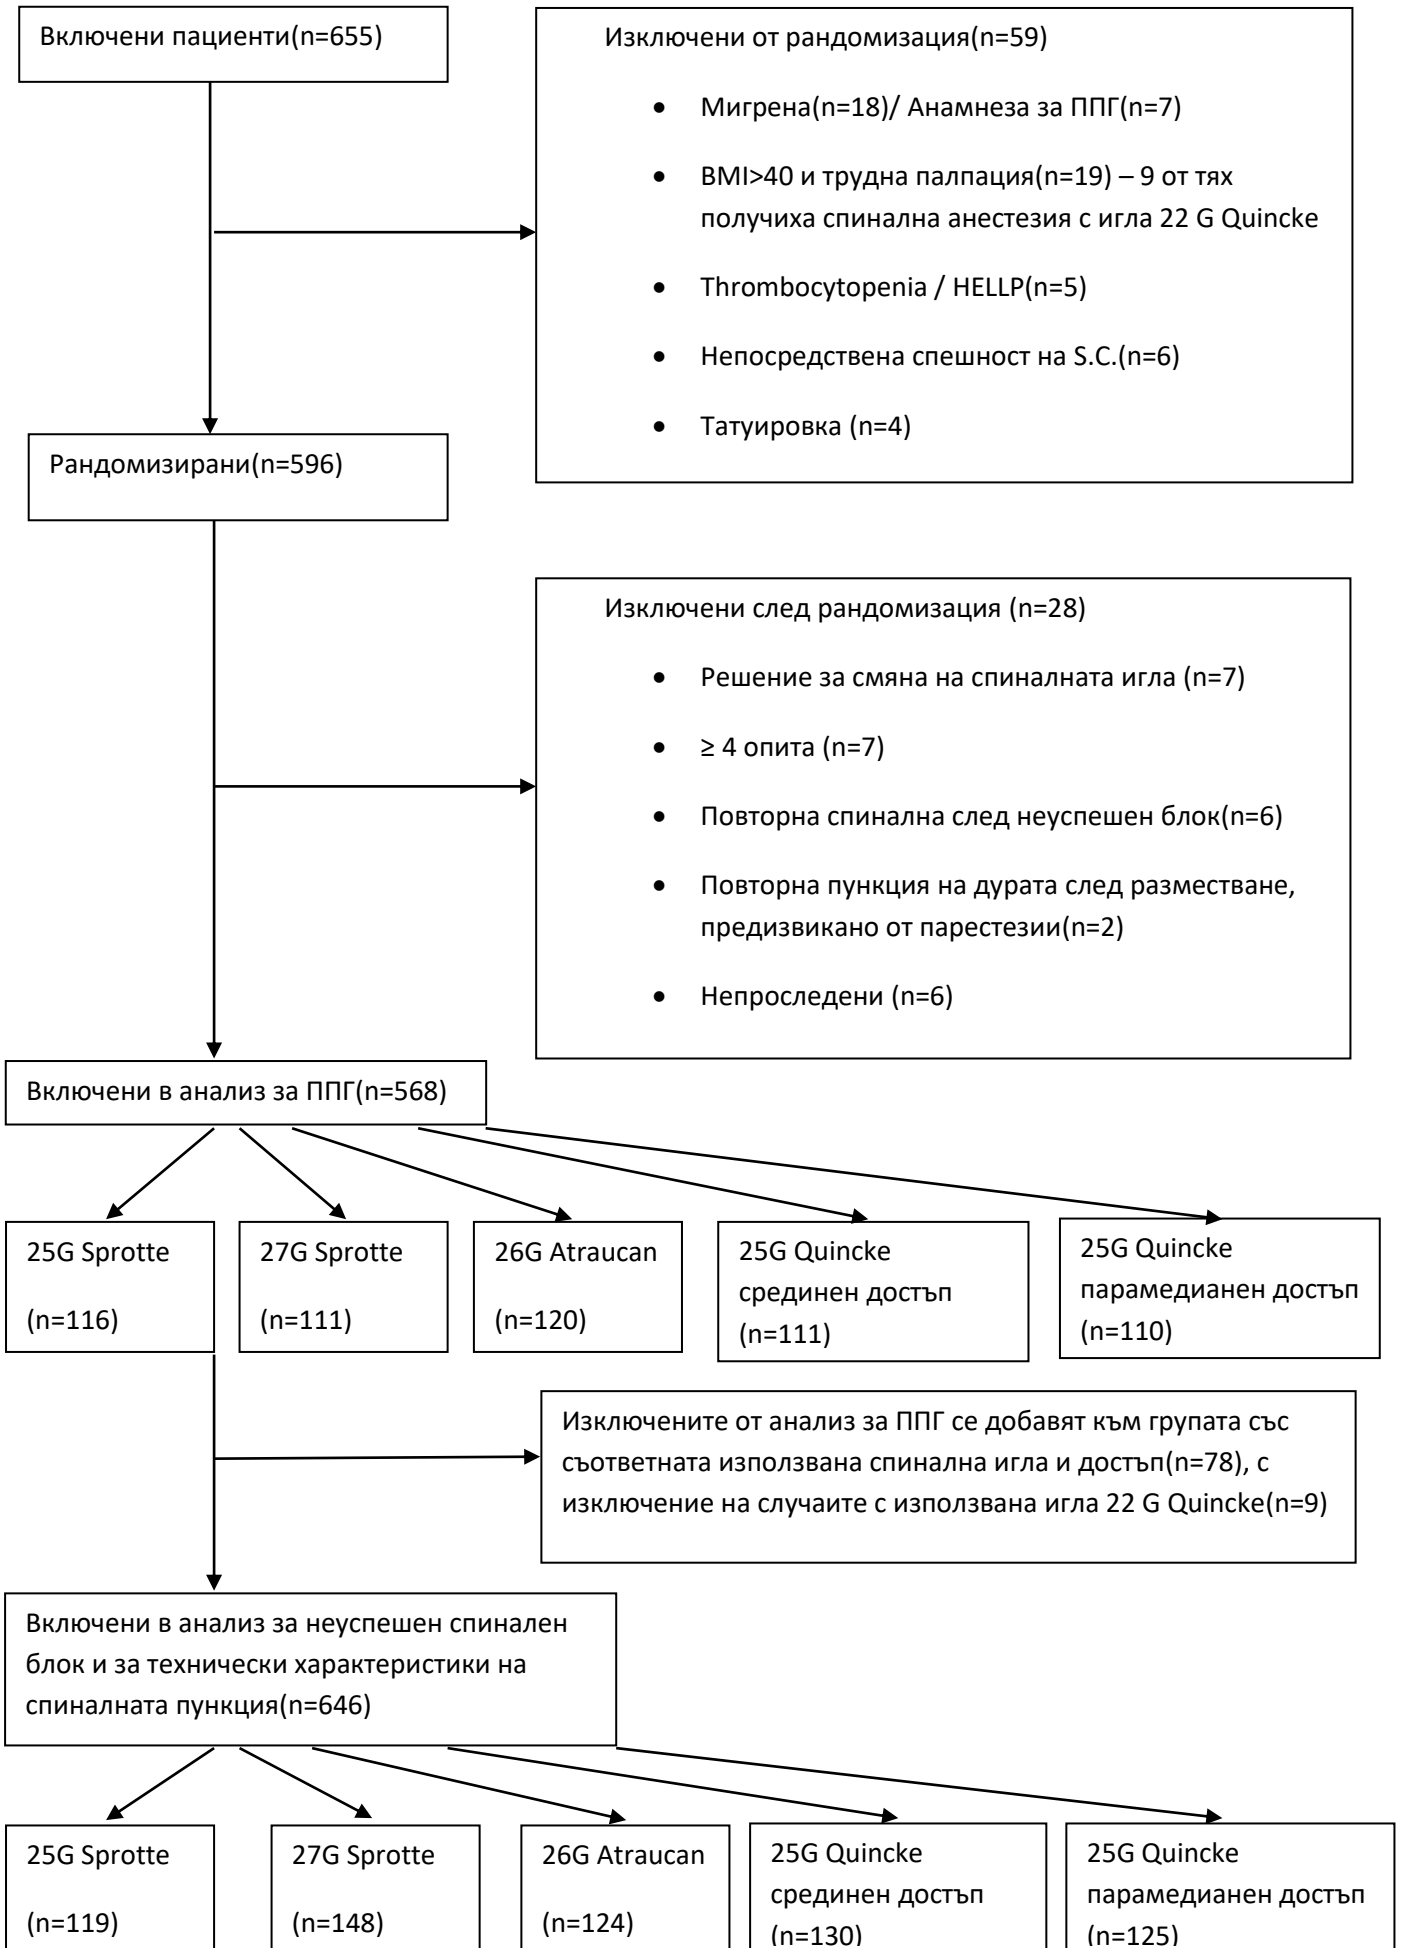 Включени пациенти(n=655)
Изключени от рандомизация(n=59)
• Мигрена(n=18)/ Анамнеза за ППГ(n=7)
• BMI>40 и трудна палпация(n=19) – 9 от тях
получиха спинална анестезия с игла 22 G Quincke
• Thrombocytopenia / HELLP(n=5)
• Непосредствена спешност на S.C.(n=6)
• Татуировка (n=4)
Рандомизирани(n=596)
Изключени след рандомизация (n=28)
• Решение за смяна на спиналната игла (n=7)
• ≥ 4 опита (n=7)
• Повторна спинална след неуспешен блок(n=6)
• Повторна пункция на дурата след разместване,
предизвикано от парестезии(n=2)
• Непроследени (n=6)
Включени в анализ за ППГ(n=568)
25G Sprotte
(n=116)
27G Sprotte
(n=111)
26G Atraucan
(n=120)
25G Quincke
срединен достъп
(n=111)
25G Quincke
парамедианен достъп
(n=110)
Изключените от анализ за ППГ се добавят към групата със
съответната използвана спинална игла и достъп(n=78), с
изключение на случаите с използвана игла 22 G Quincke(n=9)
Включени в анализ за неуспешен спинален
блок и за технически характеристики на
спиналната пункция(n=646)
25G Sprotte
(n=119)
27G Sprotte
(n=148)
26G Atraucan
(n=124)
25G Quincke
срединен достъп
(n=130)
25G Quincke
парамедианен достъп
(n=125)